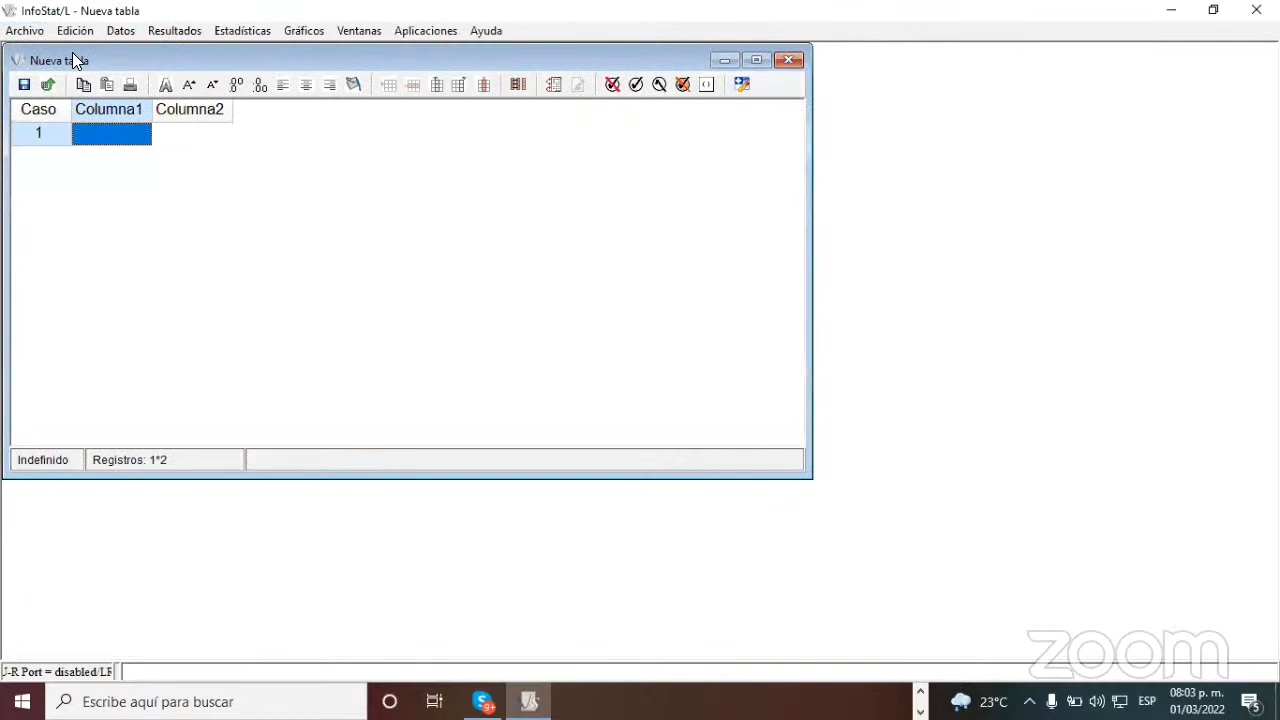 InfoStat/L - Nueva tabla
Archivo Edición Datos Resultados Estadísticas Gráficos Ventanas Aplicaciones Ayuda
Nueva tabla
Caso Columna1 Columna2
1
Indefinido Registros: 1*2
zoom
J-R Port = disabled/LF
Escribe aquí para buscar
9+
23°C
ESP
08:03 p. m.
01/03/2022
5